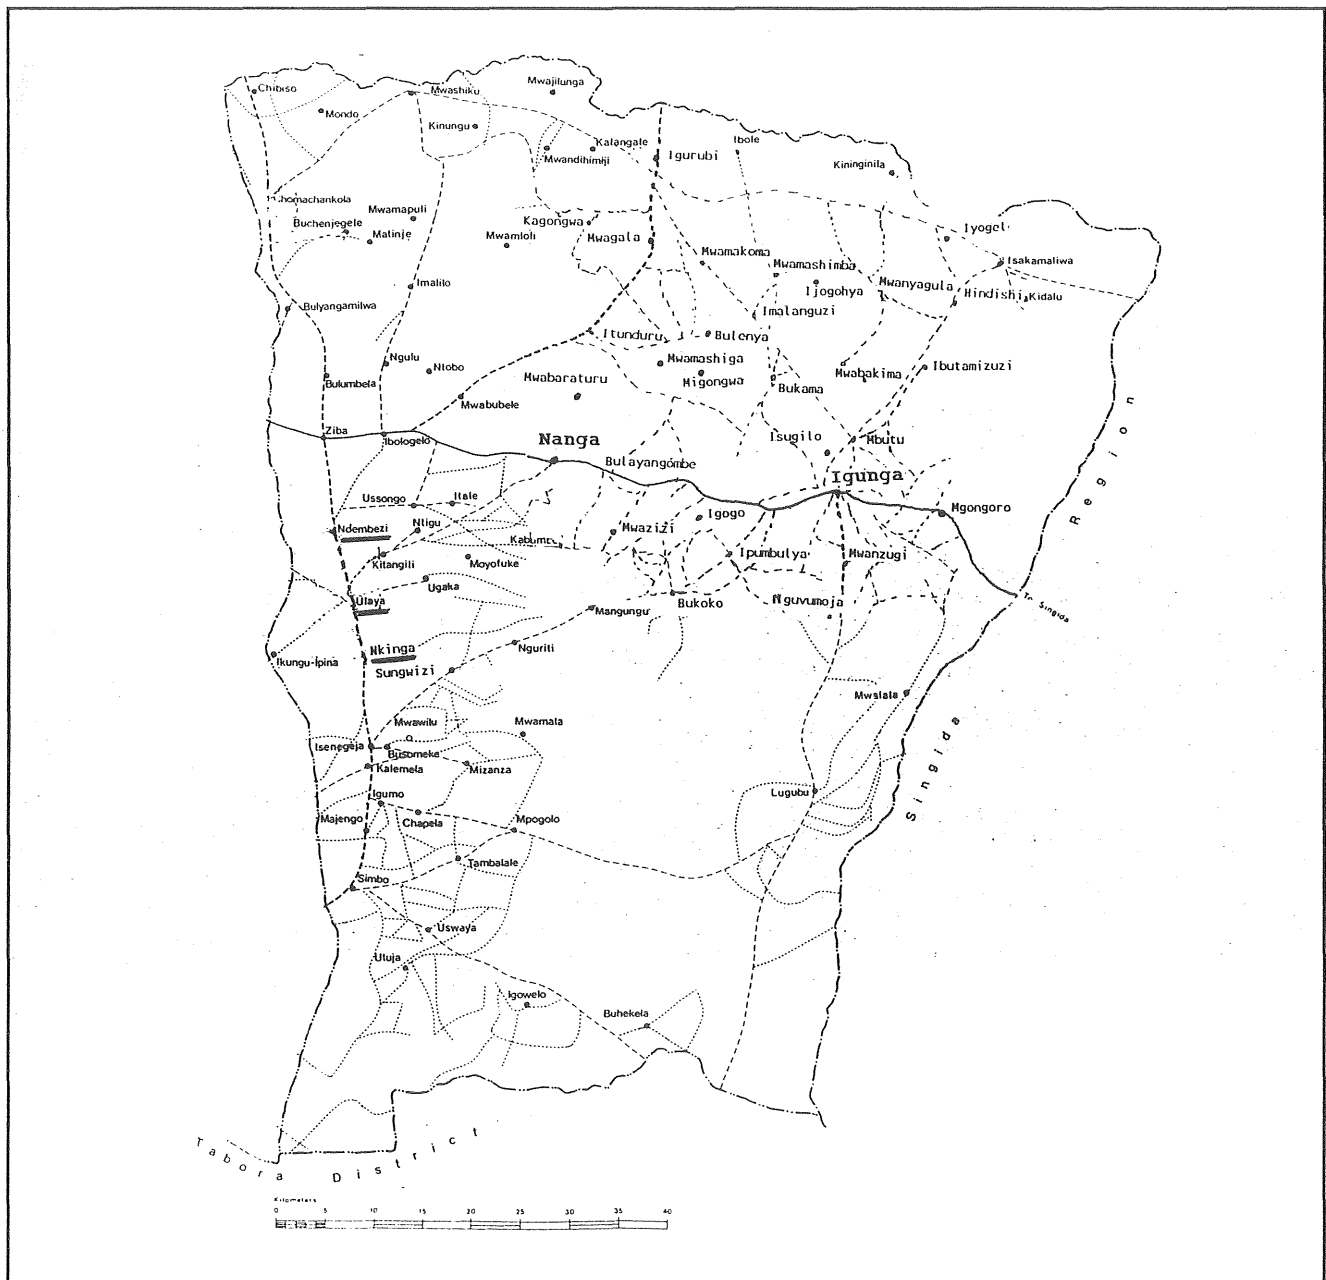 Mwajilunga
Chibiso
Mwashiku
Mondo
Kinungu
Kalangale
Ibole
Igurubi
Mwandihimiji
Kininginila
Chomachankola
Mwamapuli
Buchenjegele
Matinje
Mwamloli
Kagongwa
Mwagala
Iyogel
Mwamakoma
Mwamashimba
Isakamaliwa
Imalilo
Ijogohya
Mwanyagula
Hindishi
Kidalu
Bulyangamilwa
Imalanguzi
Itunduru
Bulenya
Ngulu
Ntobo
Mwamashiga
Ibutamizuzi
Bulumbela
Mwabaraturu
Migongwa
Bukama
Mwabakima
Mwabubele
Region
Ziba
Ibologelo
Nanga
Isugilo
Mbutu
Bulayangombe
Igunga
Ussongo
Itale
Igogo
Mgongoro
Ndembezi
Ntigu
Mwazizi
Kitangili
Moyofuke
Ipumbulya
Mwanzugi
Ugaka
Ulaya
Mangungu
Bukoko
Nguvumoja
To Singida
Nkinga
Nguriti
Ikungu-Ipina
Sungwizi
Mwalala
Mwawilu
Mwamala
Isenegeja
Busomeke
Kalemela
Mizanza
Singida
Igumo
Lugubu
Majengo
Chapela
Mpogolo
Tambalale
Simbo
Uswaya
Uluja
Igowelo
Buhekela
Tabora District
Kilometers
0 5 10 15 20 25 30 35 40